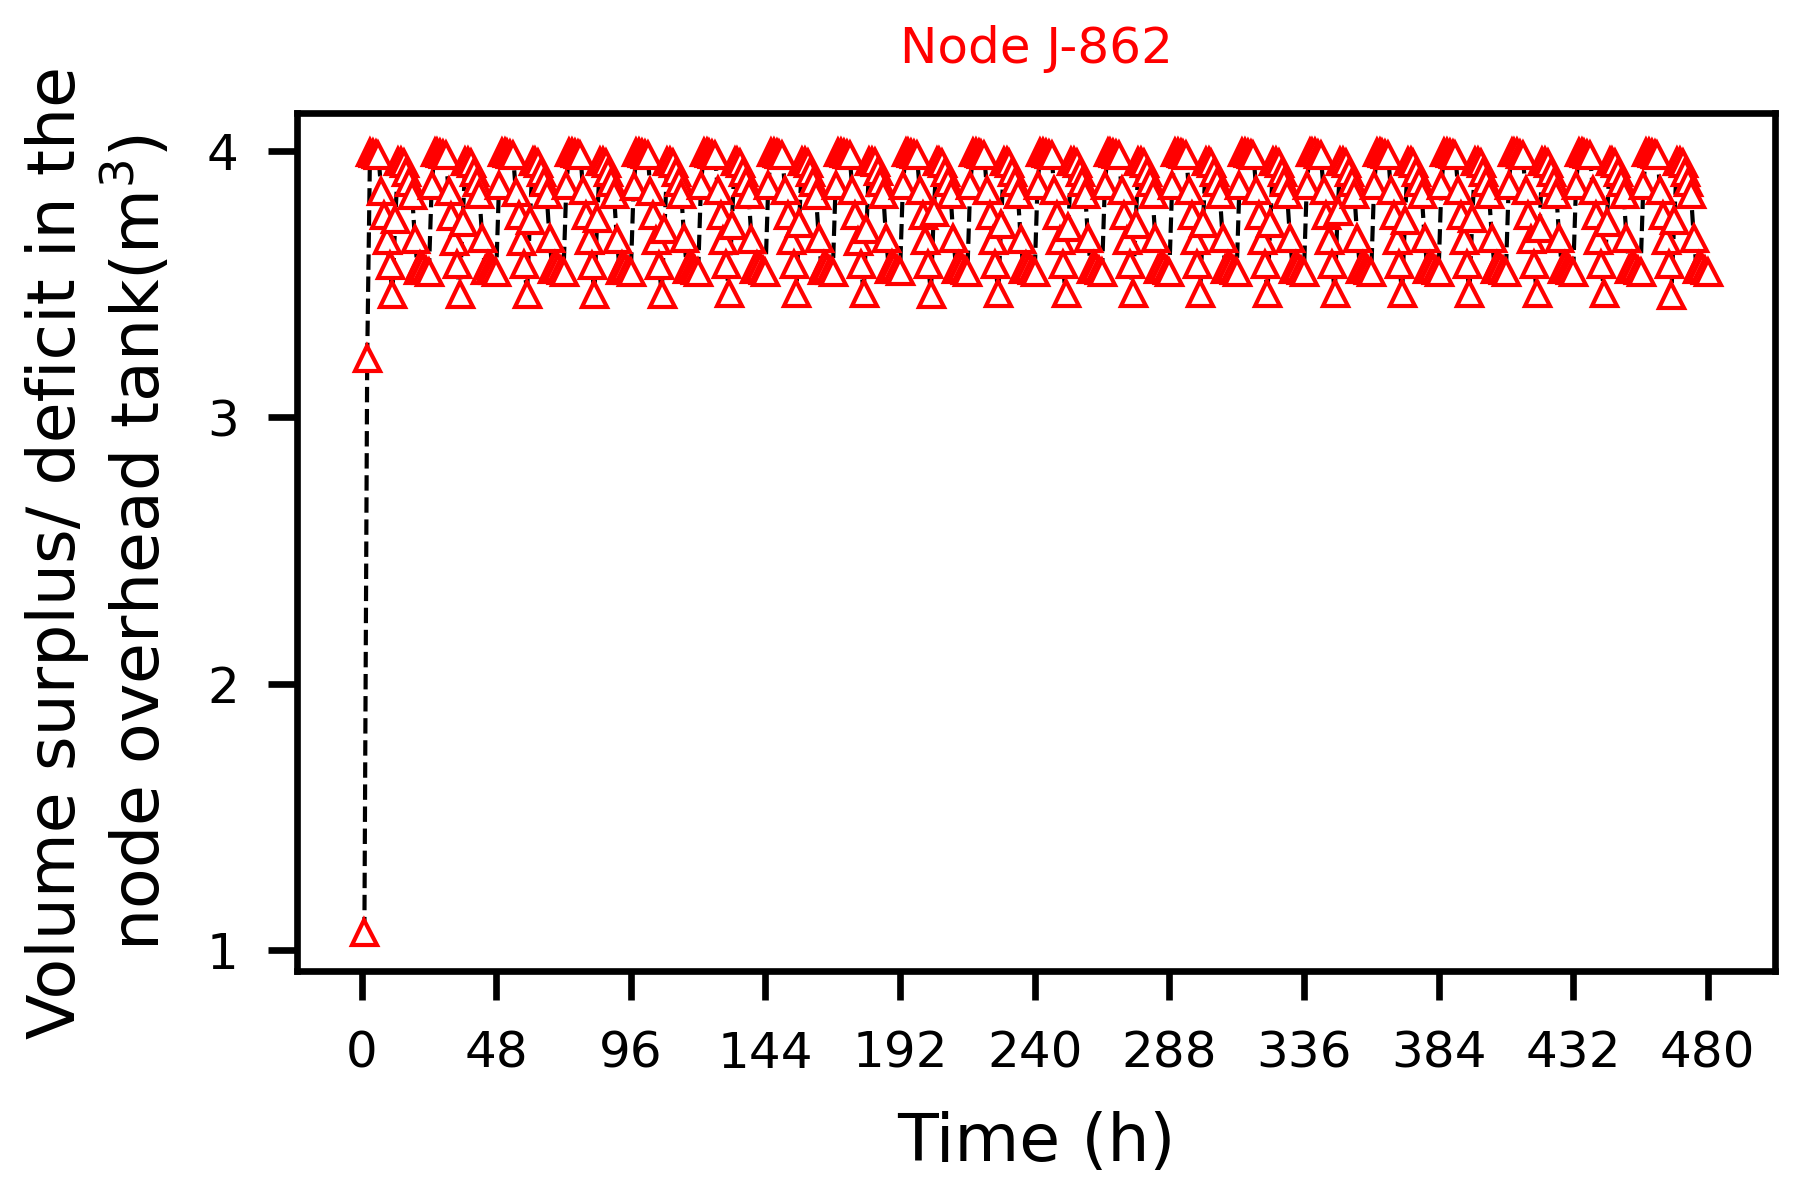 Node J-862
Volume surplus/ deficit in the
node overhead tank(m³)
4
3
2
1
0 48 96 144 192 240 288 336 384 432 480
Time (h)